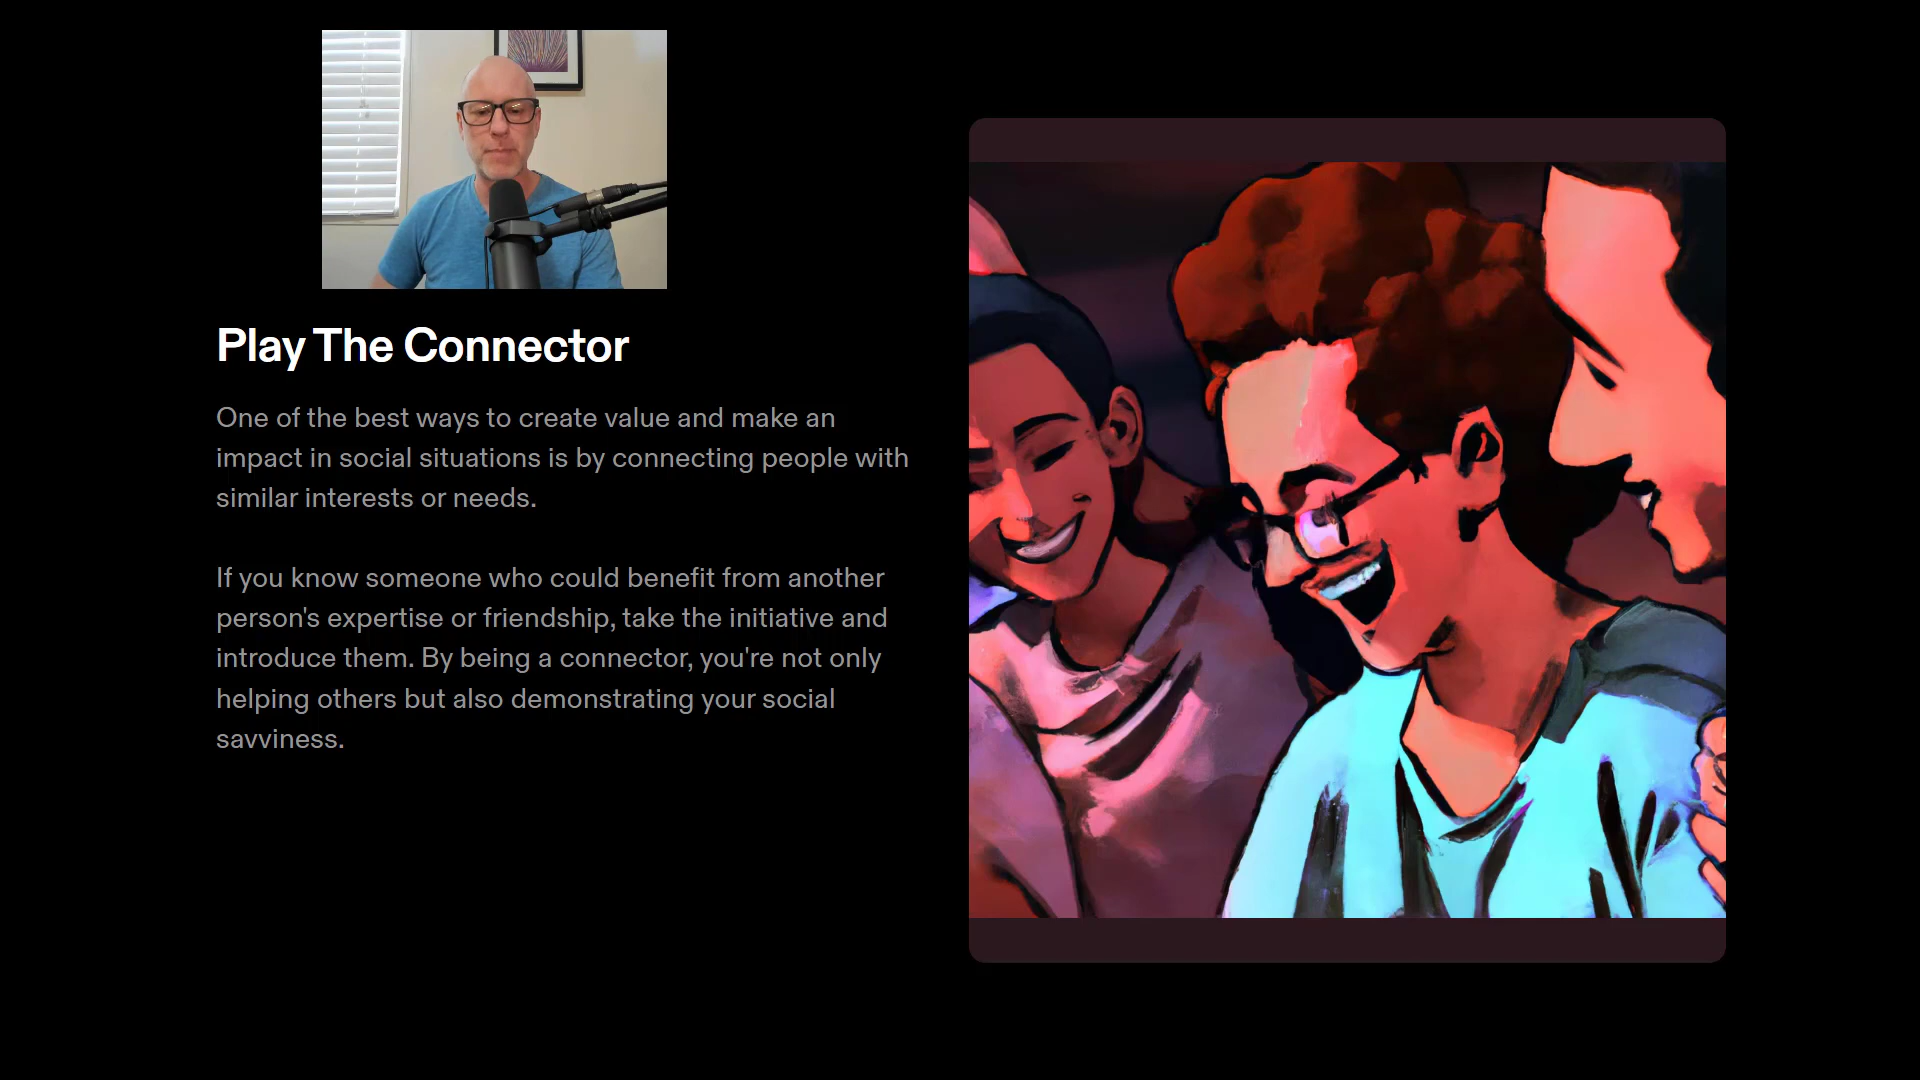 Play The Connector
One of the best ways to create value and make an
impact in social situations is by connecting people with
similar interests or needs.
If you know someone who could benefit from another
person's expertise or friendship, take the initiative and
introduce them. By being a connector, you're not only
helping others but also demonstrating your social
savviness.